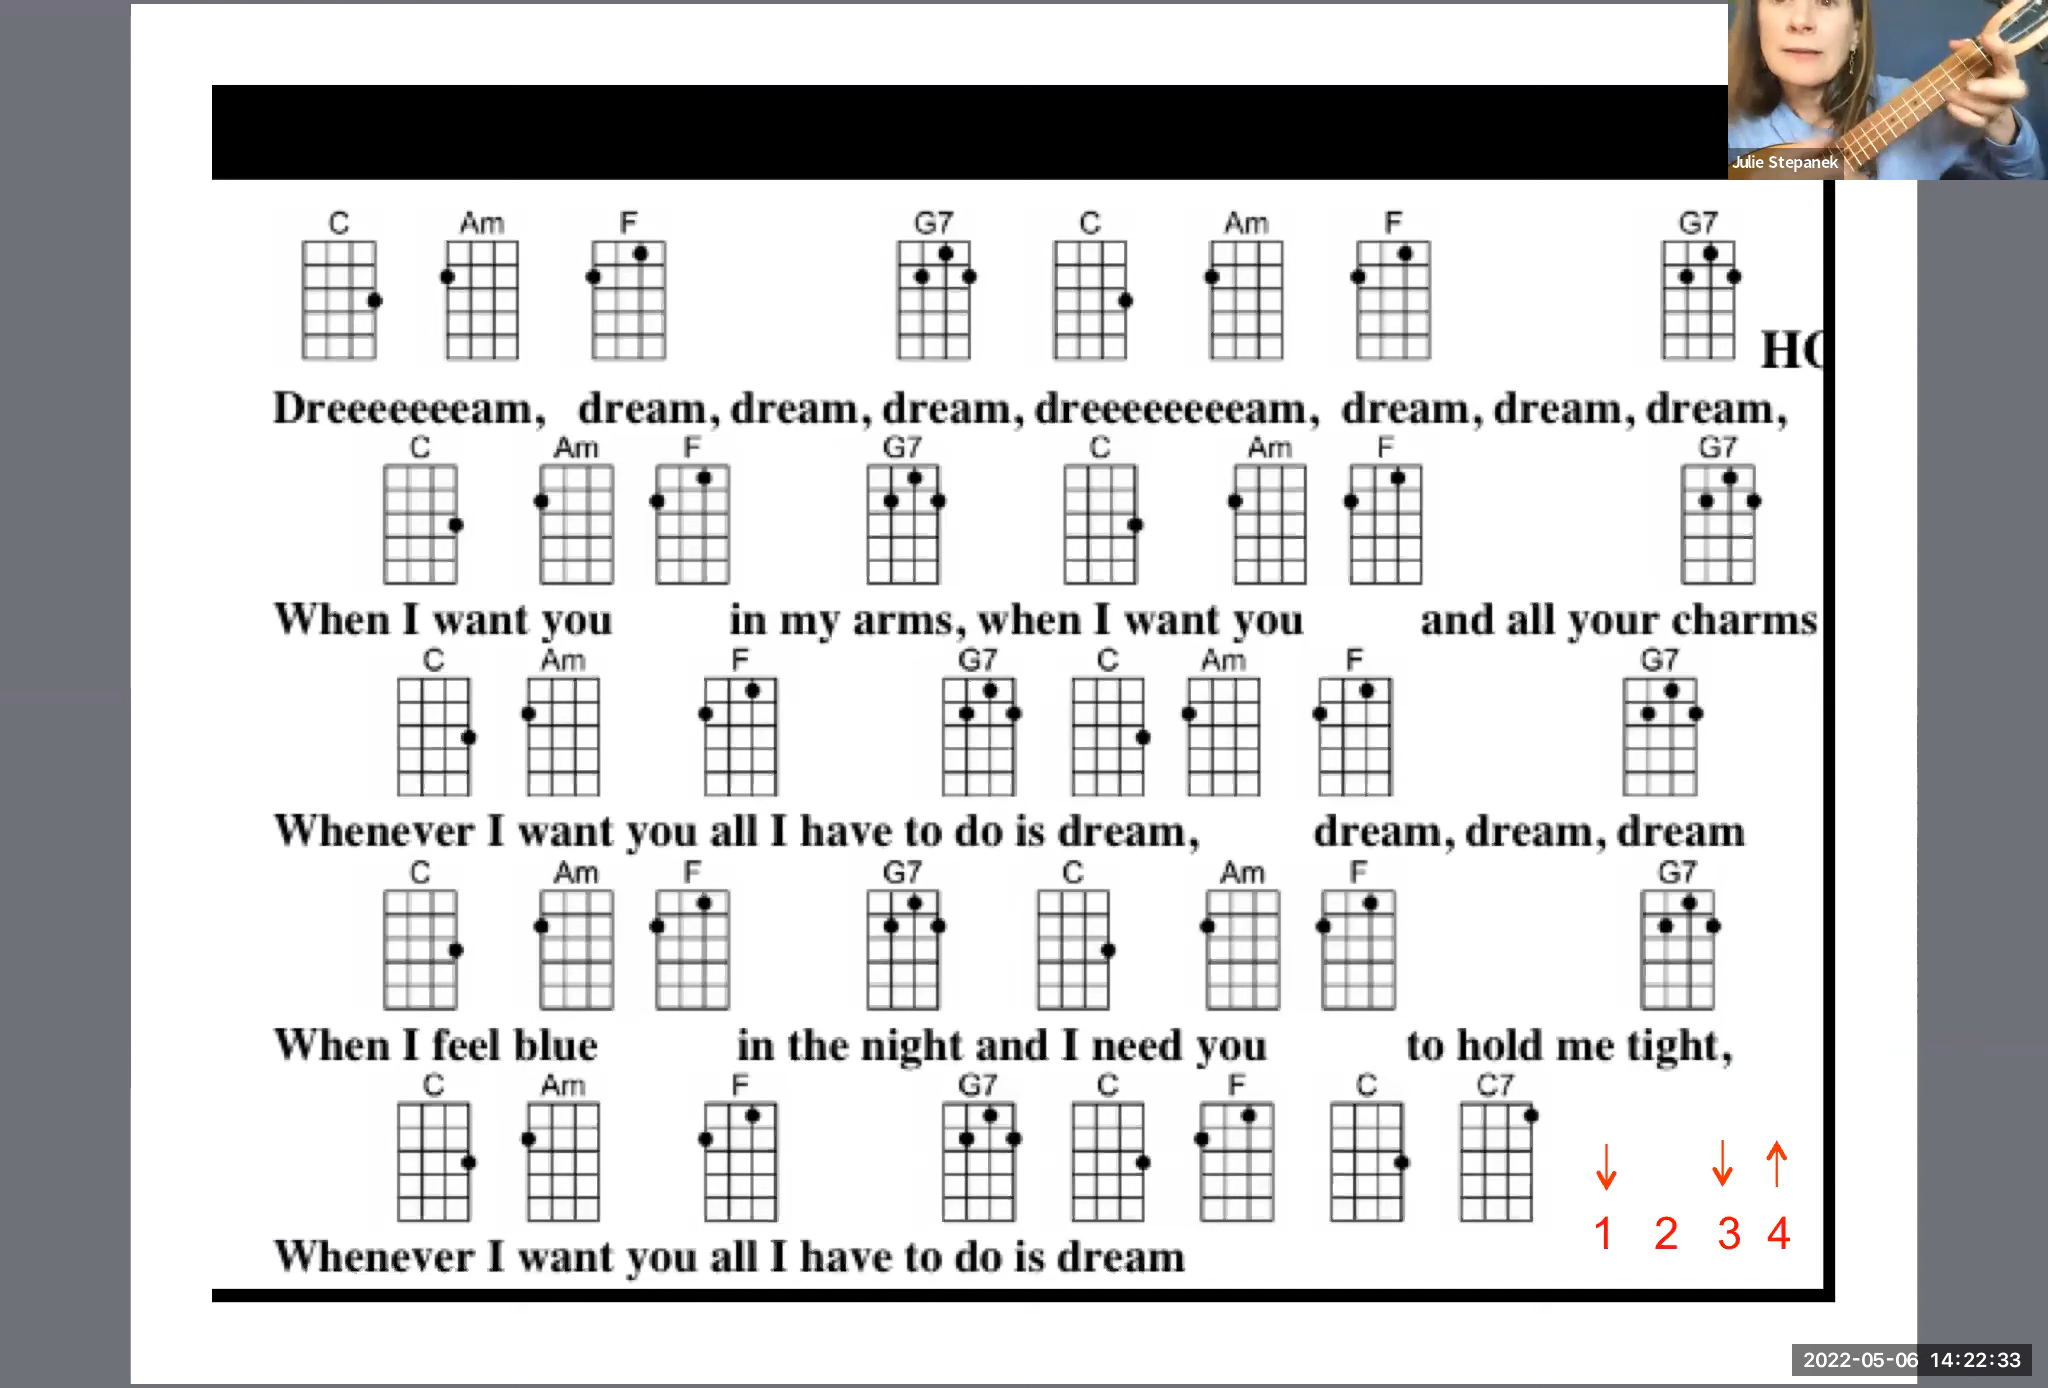 Julie Stepanek
C Am F G7 C Am F G7
HO
Dreeeeeeeam, dream, dream, dream, dreeeeeeeeam, dream, dream, dream,
C Am F G7 C Am F G7
When I want you in my arms, when I want you and all your charms
C Am F G7 C Am F G7
Whenever I want you all I have to do is dream, dream, dream, dream
C Am F G7 C Am F G7
When I feel blue in the night and I need you to hold me tight,
C Am F G7 C F C C7
1 2 3 4
Whenever I want you all I have to do is dream
2022-05-06 14:22:33